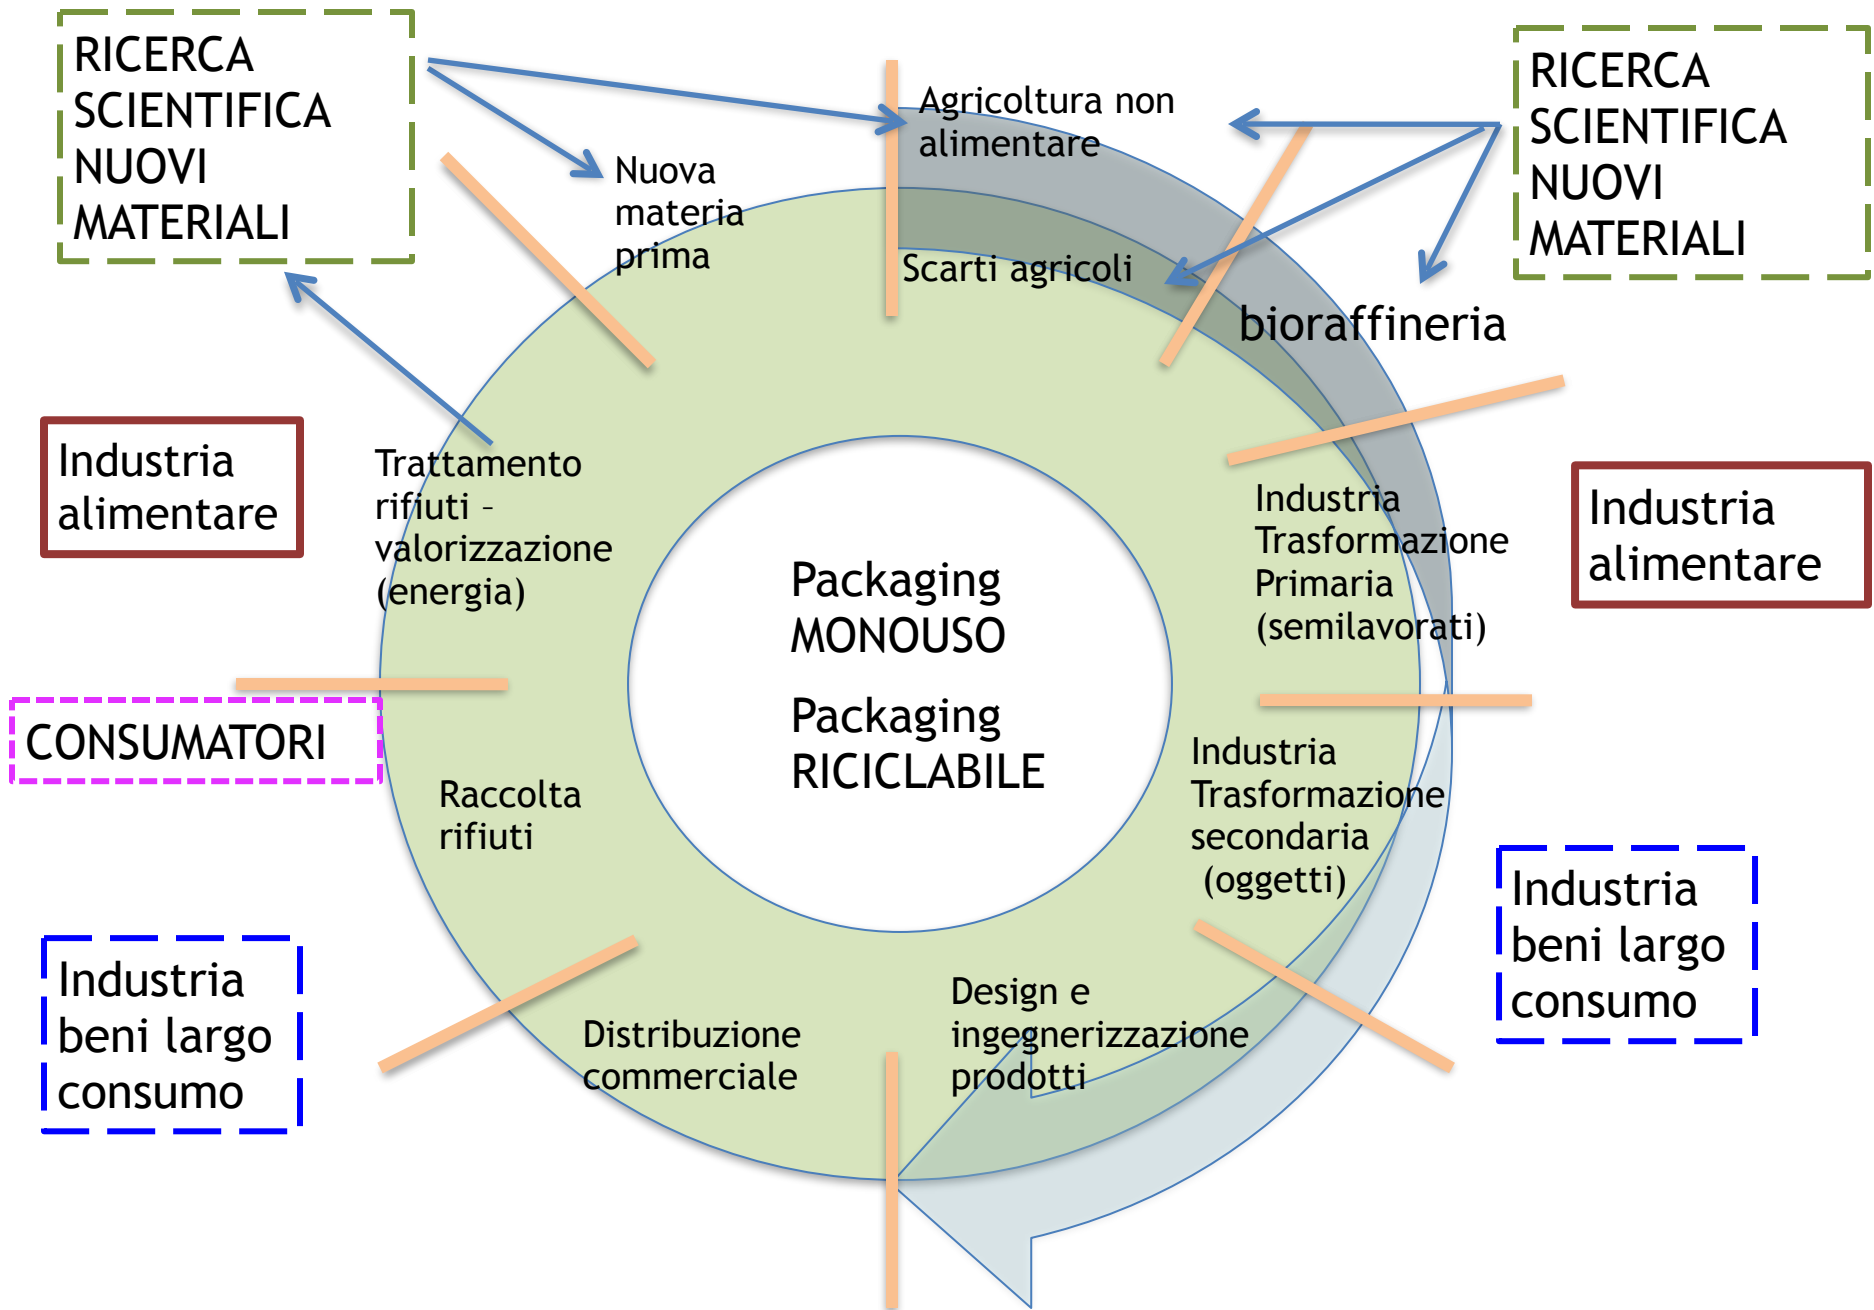 RICERCA
SCIENTIFICA
NUOVI
MATERIALI
Nuova
materia
prima
Agricoltura non
alimentare
Scarti agricoli
RICERCA
SCIENTIFICA
NUOVI
MATERIALI
bioraffineria
Industria
alimentare
Trattamento
rifiuti –
valorizzazione
(energia)
Packaging
MONOUSO
Packaging
RICICLABILE
Industria
Trasformazione
Primaria
(semilavorati)
Industria
alimentare
CONSUMATORI
Raccolta
rifiuti
Industria
Trasformazione
secondaria
(oggetti)
Industria
beni largo
consumo
Distribuzione
commerciale
Design e
ingegnerizzazione
prodotti
Industria
beni largo
consumo